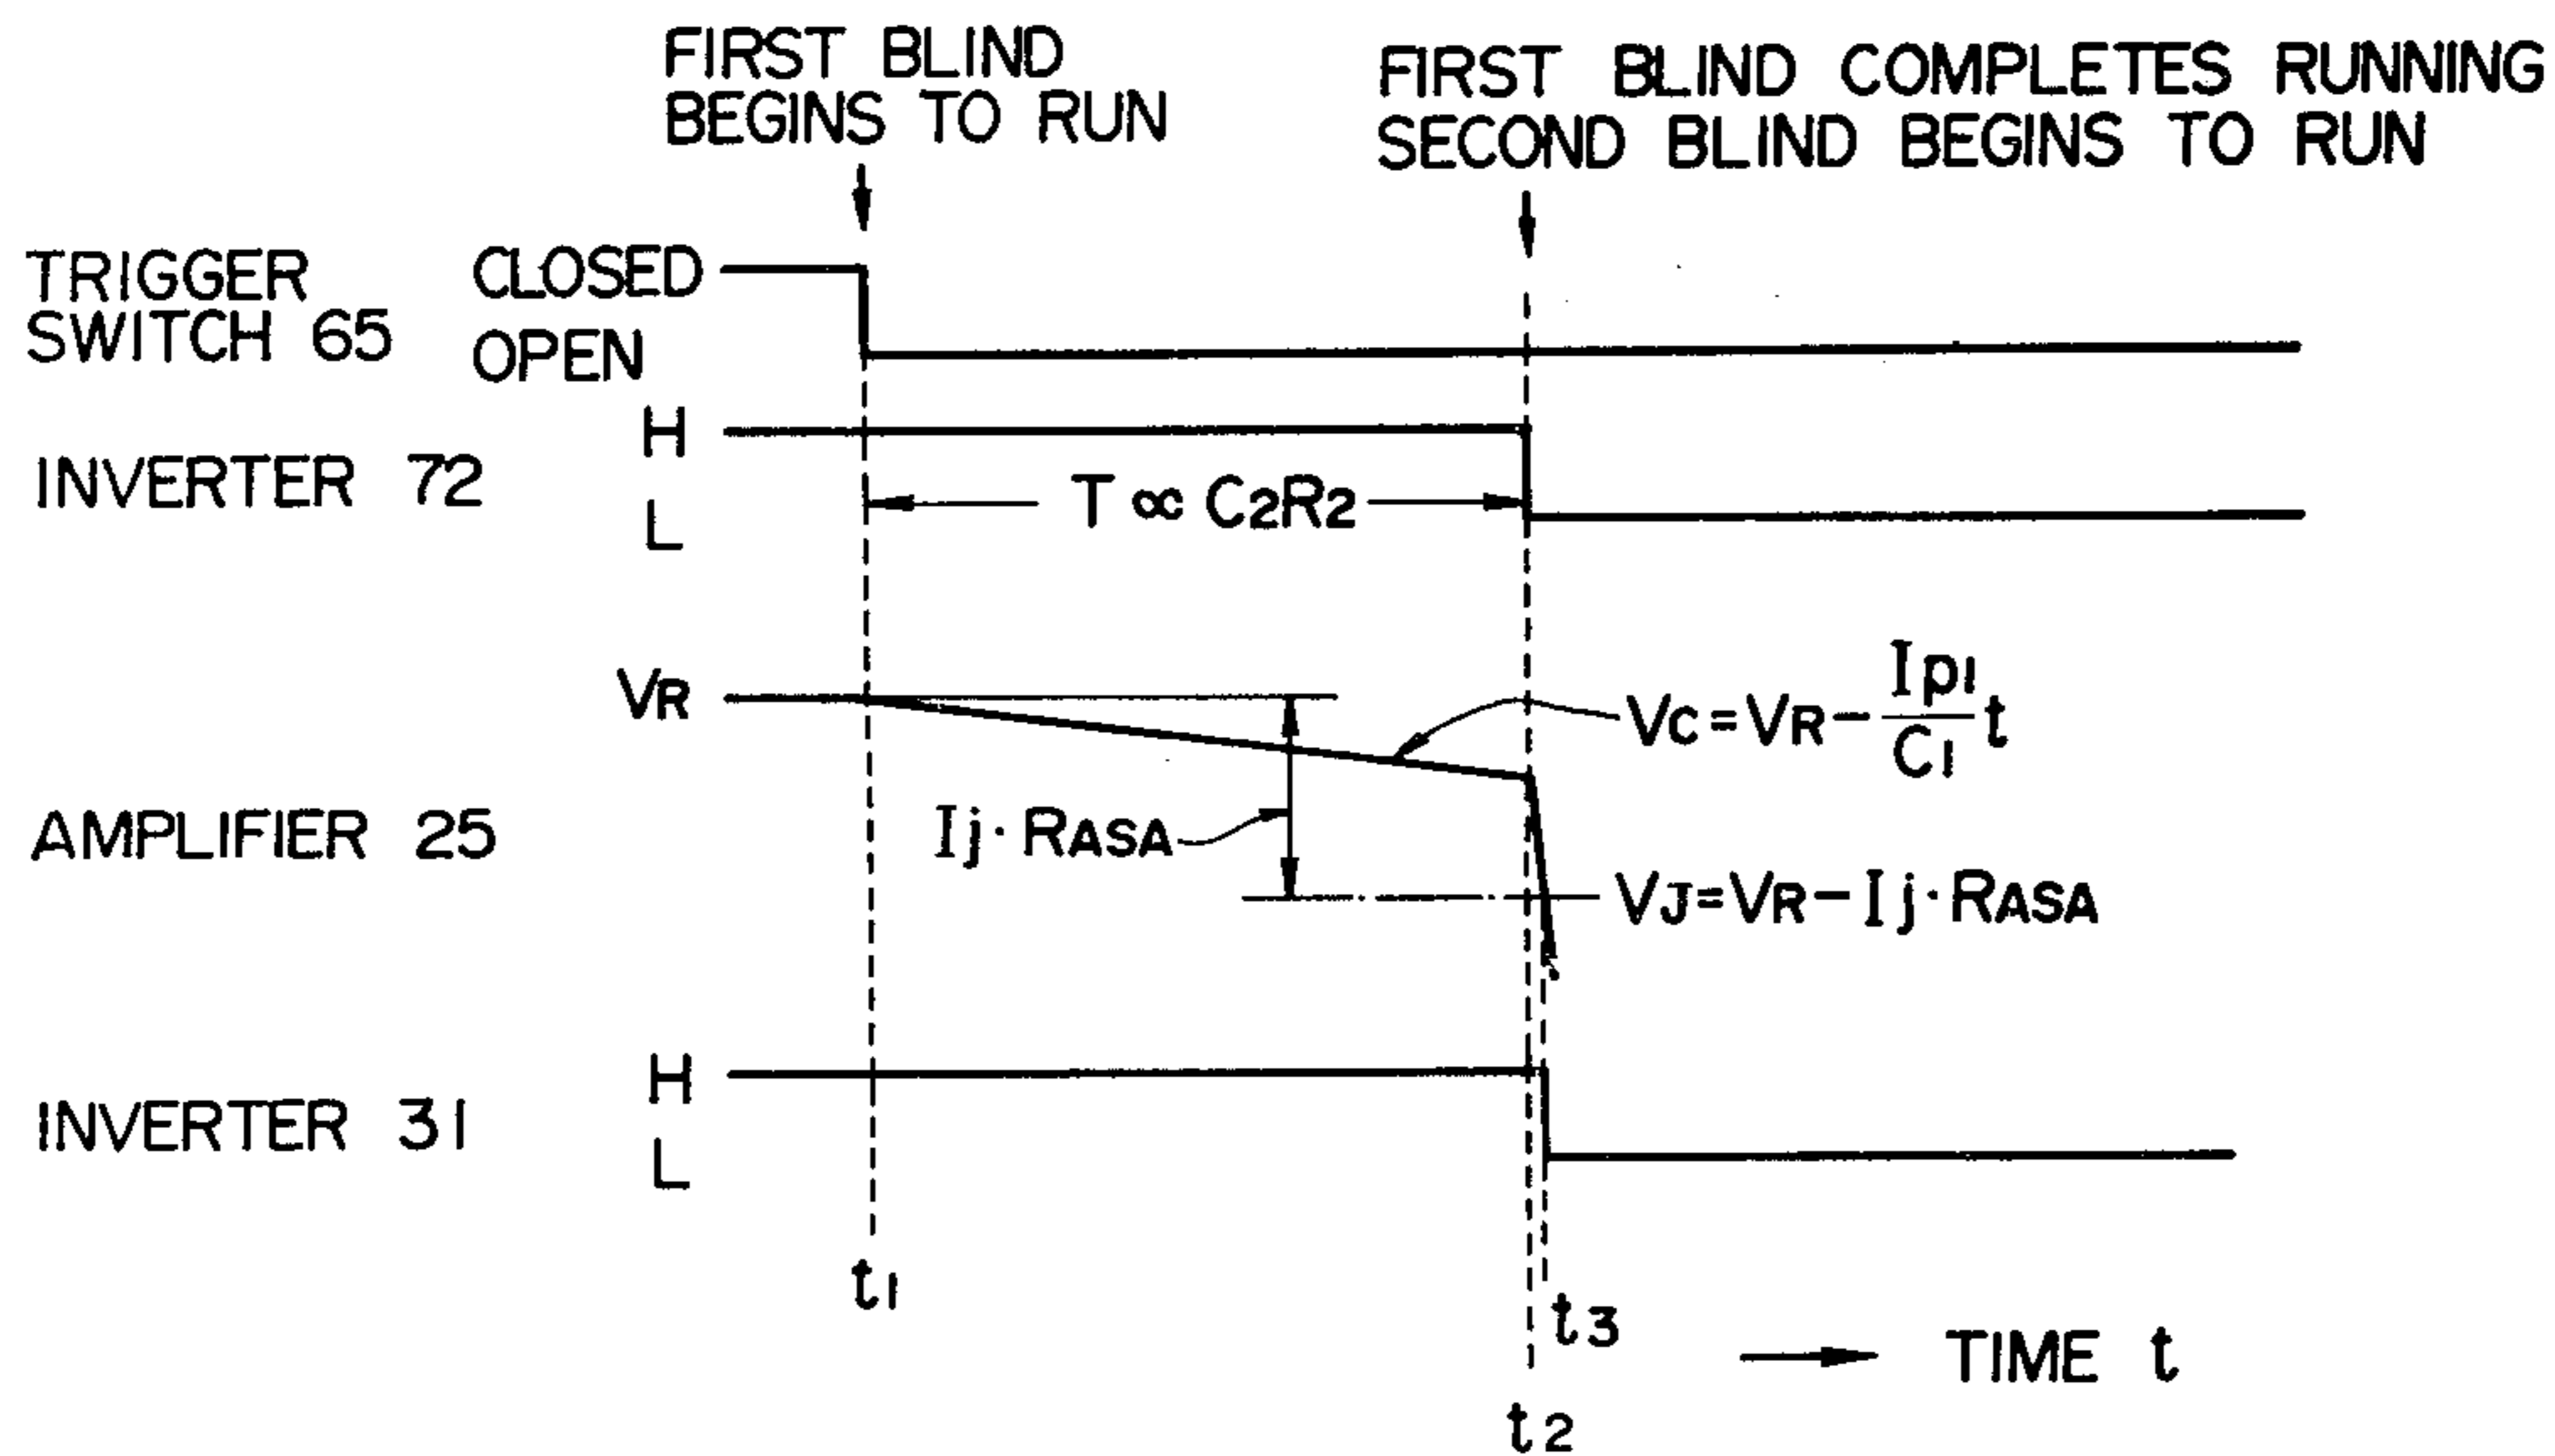 FIRST BLIND
BEGINS TO RUN
FIRST BLIND COMPLETES RUNNING
SECOND BLIND BEGINS TO RUN
TRIGGER
SWITCH 65
CLOSED
OPEN
INVERTER 72
H
L
T ∝ C2R2
VR
VC = VR − Ip1/C1 t
AMPLIFIER 25
Ij · RASA
VJ = VR − Ij · RASA
INVERTER 31
H
L
t1
t3
TIME t
t2